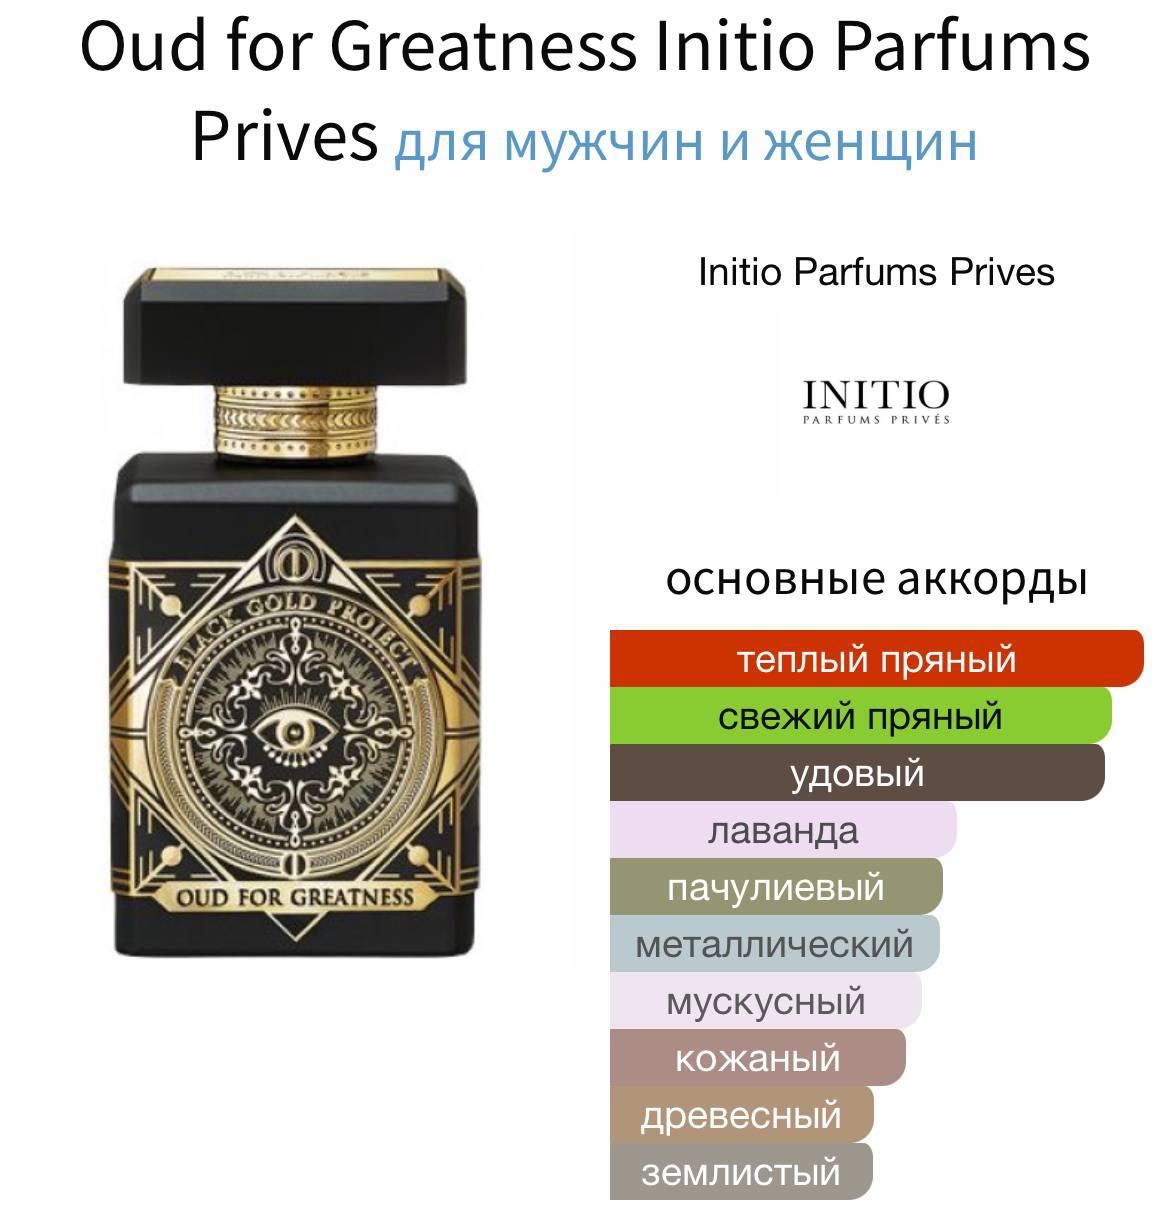 Oud for Greatness Initio Parfums
Prives для мужчин и женщин
Initio Parfums Prives
INITIO
PARFUMS PRIVÉS
BLACK GOLD PROJECT
OUD FOR GREATNESS
основные аккорды
теплый пряный
свежий пряный
удовый
лаванда
пачулиевый
металлический
мускусный
кожаный
древесный
землистый